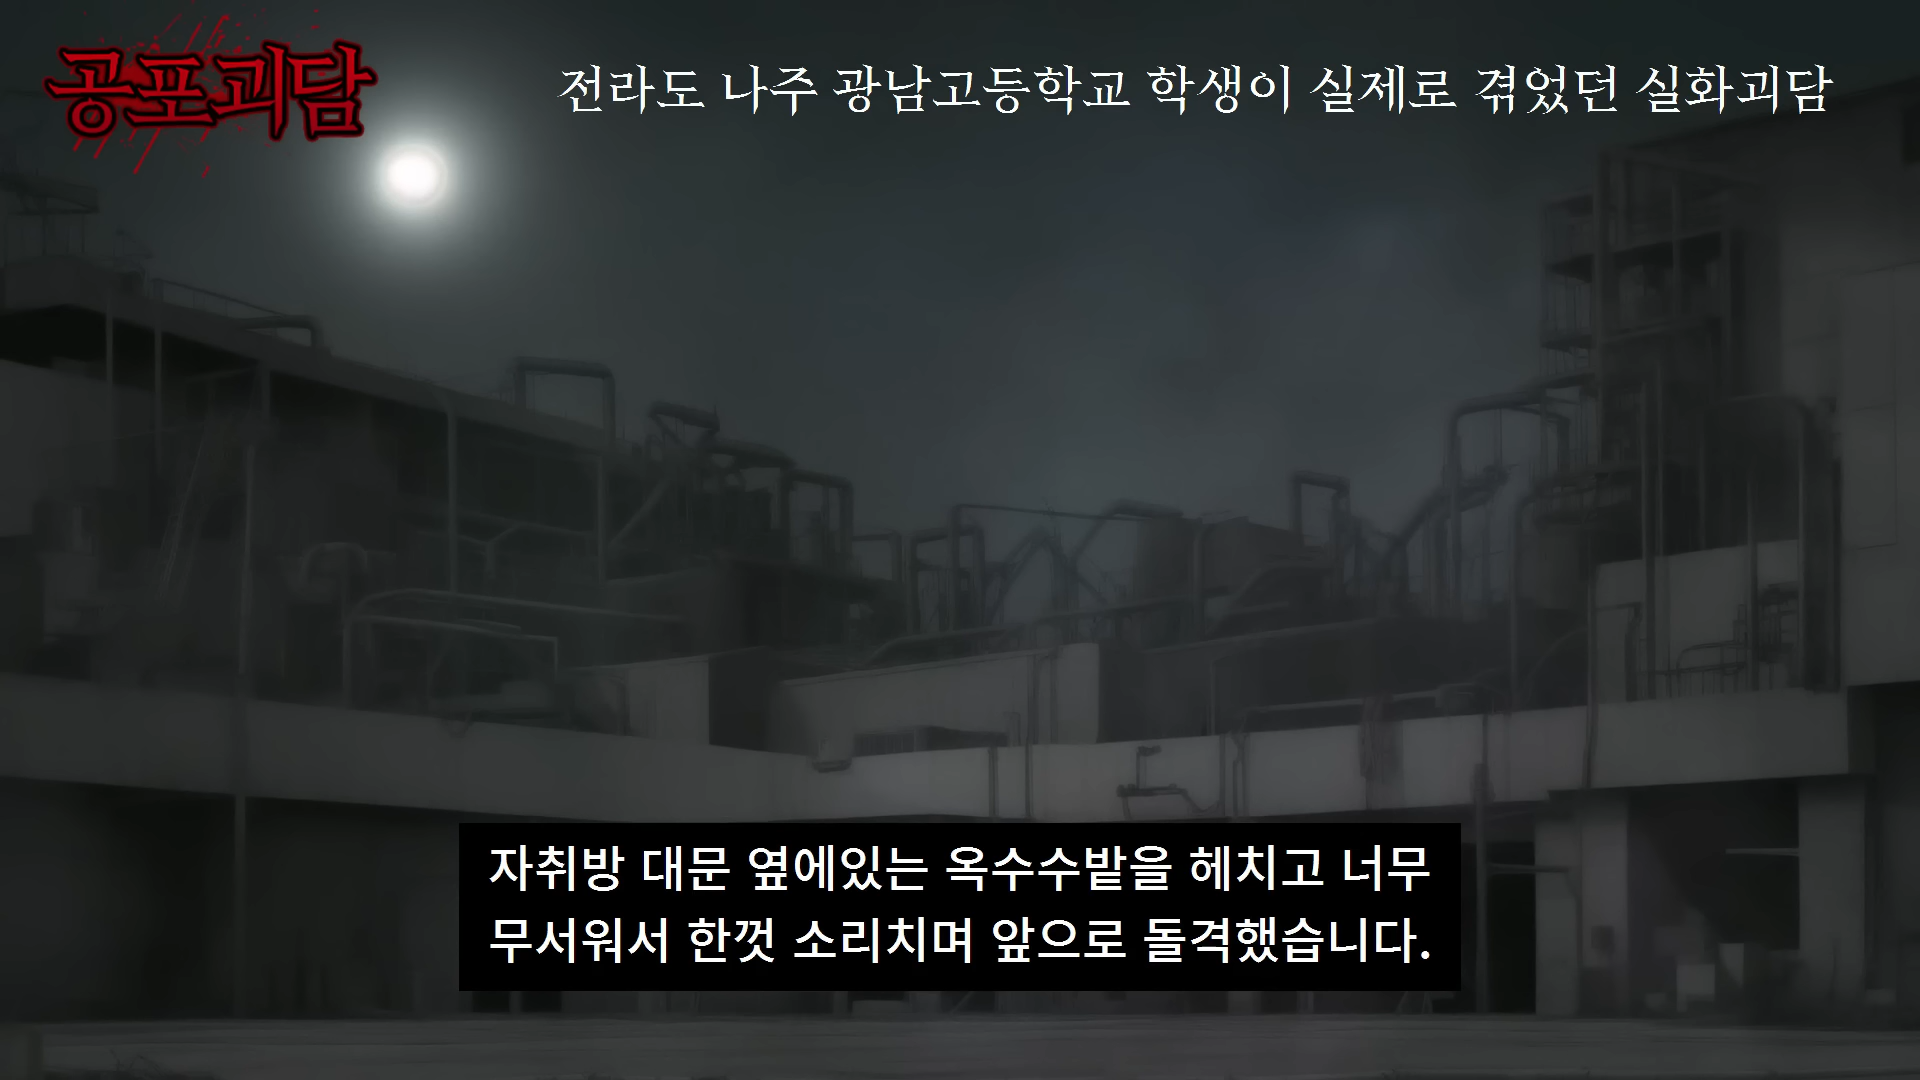 공포괴담
전라도 나주 광남고등학교 학생이 실제로 겪었던 실화괴담
자취방 대문 옆에있는 옥수수밭을 헤치고 너무
무서워서 한껏 소리치며 앞으로 돌격했습니다.